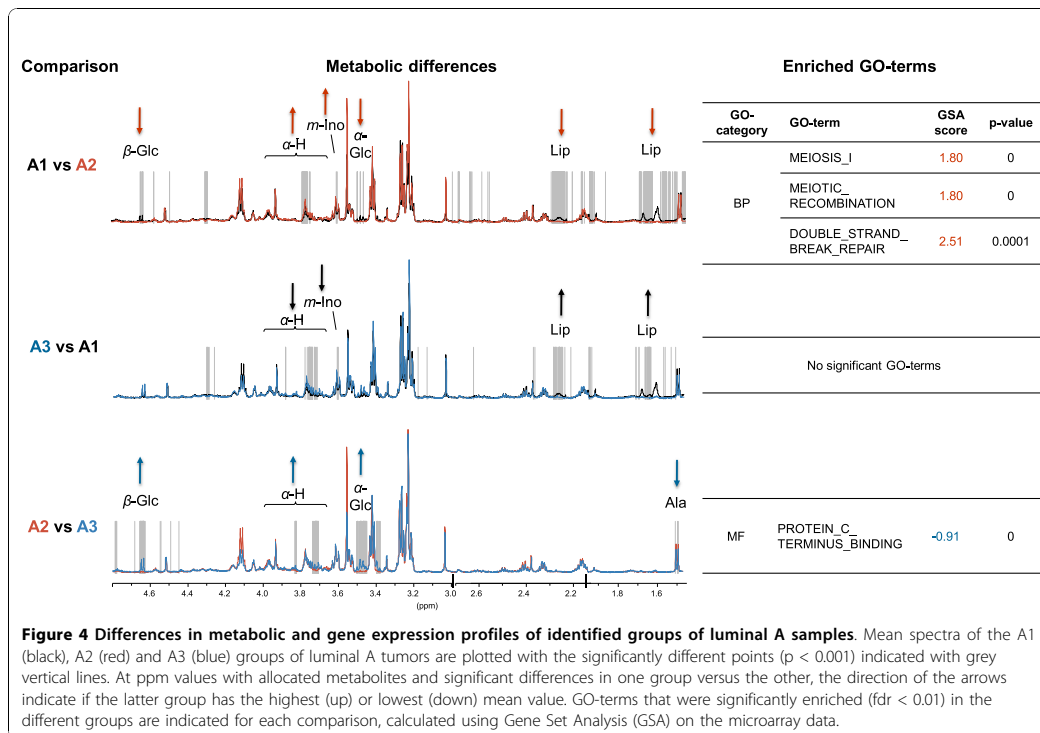 Comparison
Metabolic differences
Enriched GO-terms
A1 vs A2
β-Glc
α-H
m-Ino
α-
Glc
Lip
Lip
GO-
category
GO-term
GSA
score
p-value
BP
MEIOSIS_I
1.80
0
MEIOTIC_
RECOMBINATION
1.80
0
DOUBLE_STRAND_
BREAK_REPAIR
2.51
0.0001
A3 vs A1
α-H
m-Ino
Lip
Lip
No significant GO-terms
A2 vs A3
β-Glc
α-H
α-
Glc
Ala
MF
PROTEIN_C_
TERMINUS_BINDING
-0.91
0
4.6 4.4 4.2 4.0 3.8 3.6 3.4 3.2 3.0 2.6 2.4 2.2 1.8 1.6
(ppm)
Figure 4 Differences in metabolic and gene expression profiles of identified groups of luminal A samples. Mean spectra of the A1
(black), A2 (red) and A3 (blue) groups of luminal A tumors are plotted with the significantly different points (p < 0.001) indicated with grey
vertical lines. At ppm values with allocated metabolites and significant differences in one group versus the other, the direction of the arrows
indicate if the latter group has the highest (up) or lowest (down) mean value. GO-terms that were significantly enriched (fdr < 0.01) in the
different groups are indicated for each comparison, calculated using Gene Set Analysis (GSA) on the microarray data.